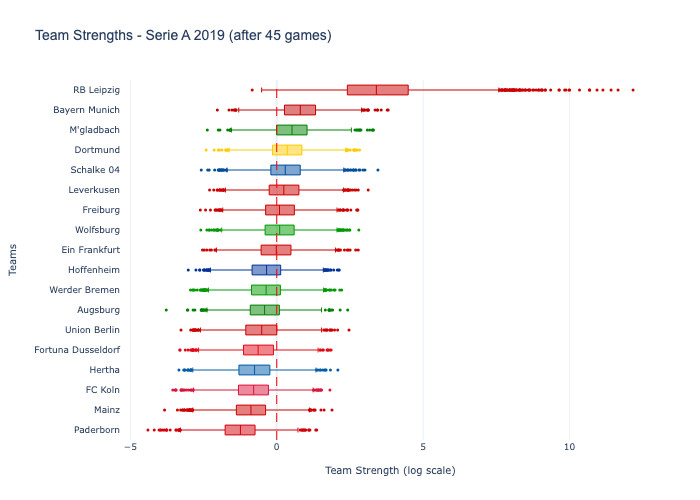 Team Strengths - Serie A 2019 (after 45 games)
RB Leipzig
Bayern Munich
M'gladbach
Dortmund
Schalke 04
Leverkusen
Freiburg
Wolfsburg
Ein Frankfurt
Hoffenheim
Werder Bremen
Augsburg
Union Berlin
Fortuna Dusseldorf
Hertha
FC Koln
Mainz
Paderborn
Teams
−5 0 5 10
Team Strength (log scale)